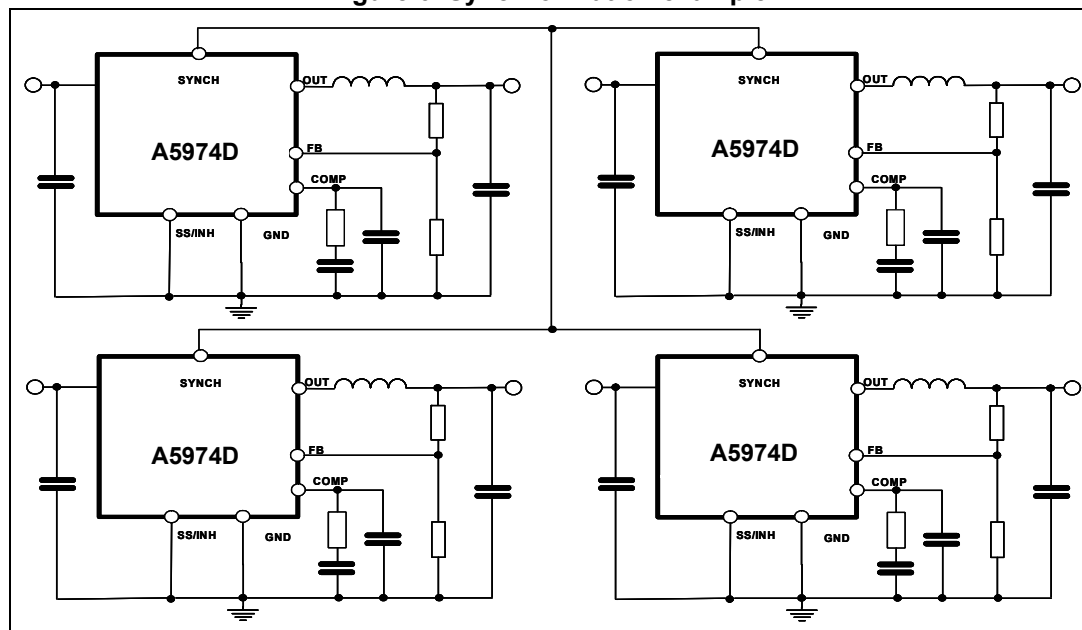 SYNCH
OUT
A5974D
FB
COMP
SS/INH
GND
SYNCH
OUT
A5974D
FB
COMP
SS/INH
GND
SYNCH
OUT
A5974D
FB
COMP
SS/INH
GND
SYNCH
OUT
A5974D
FB
COMP
SS/INH
GND